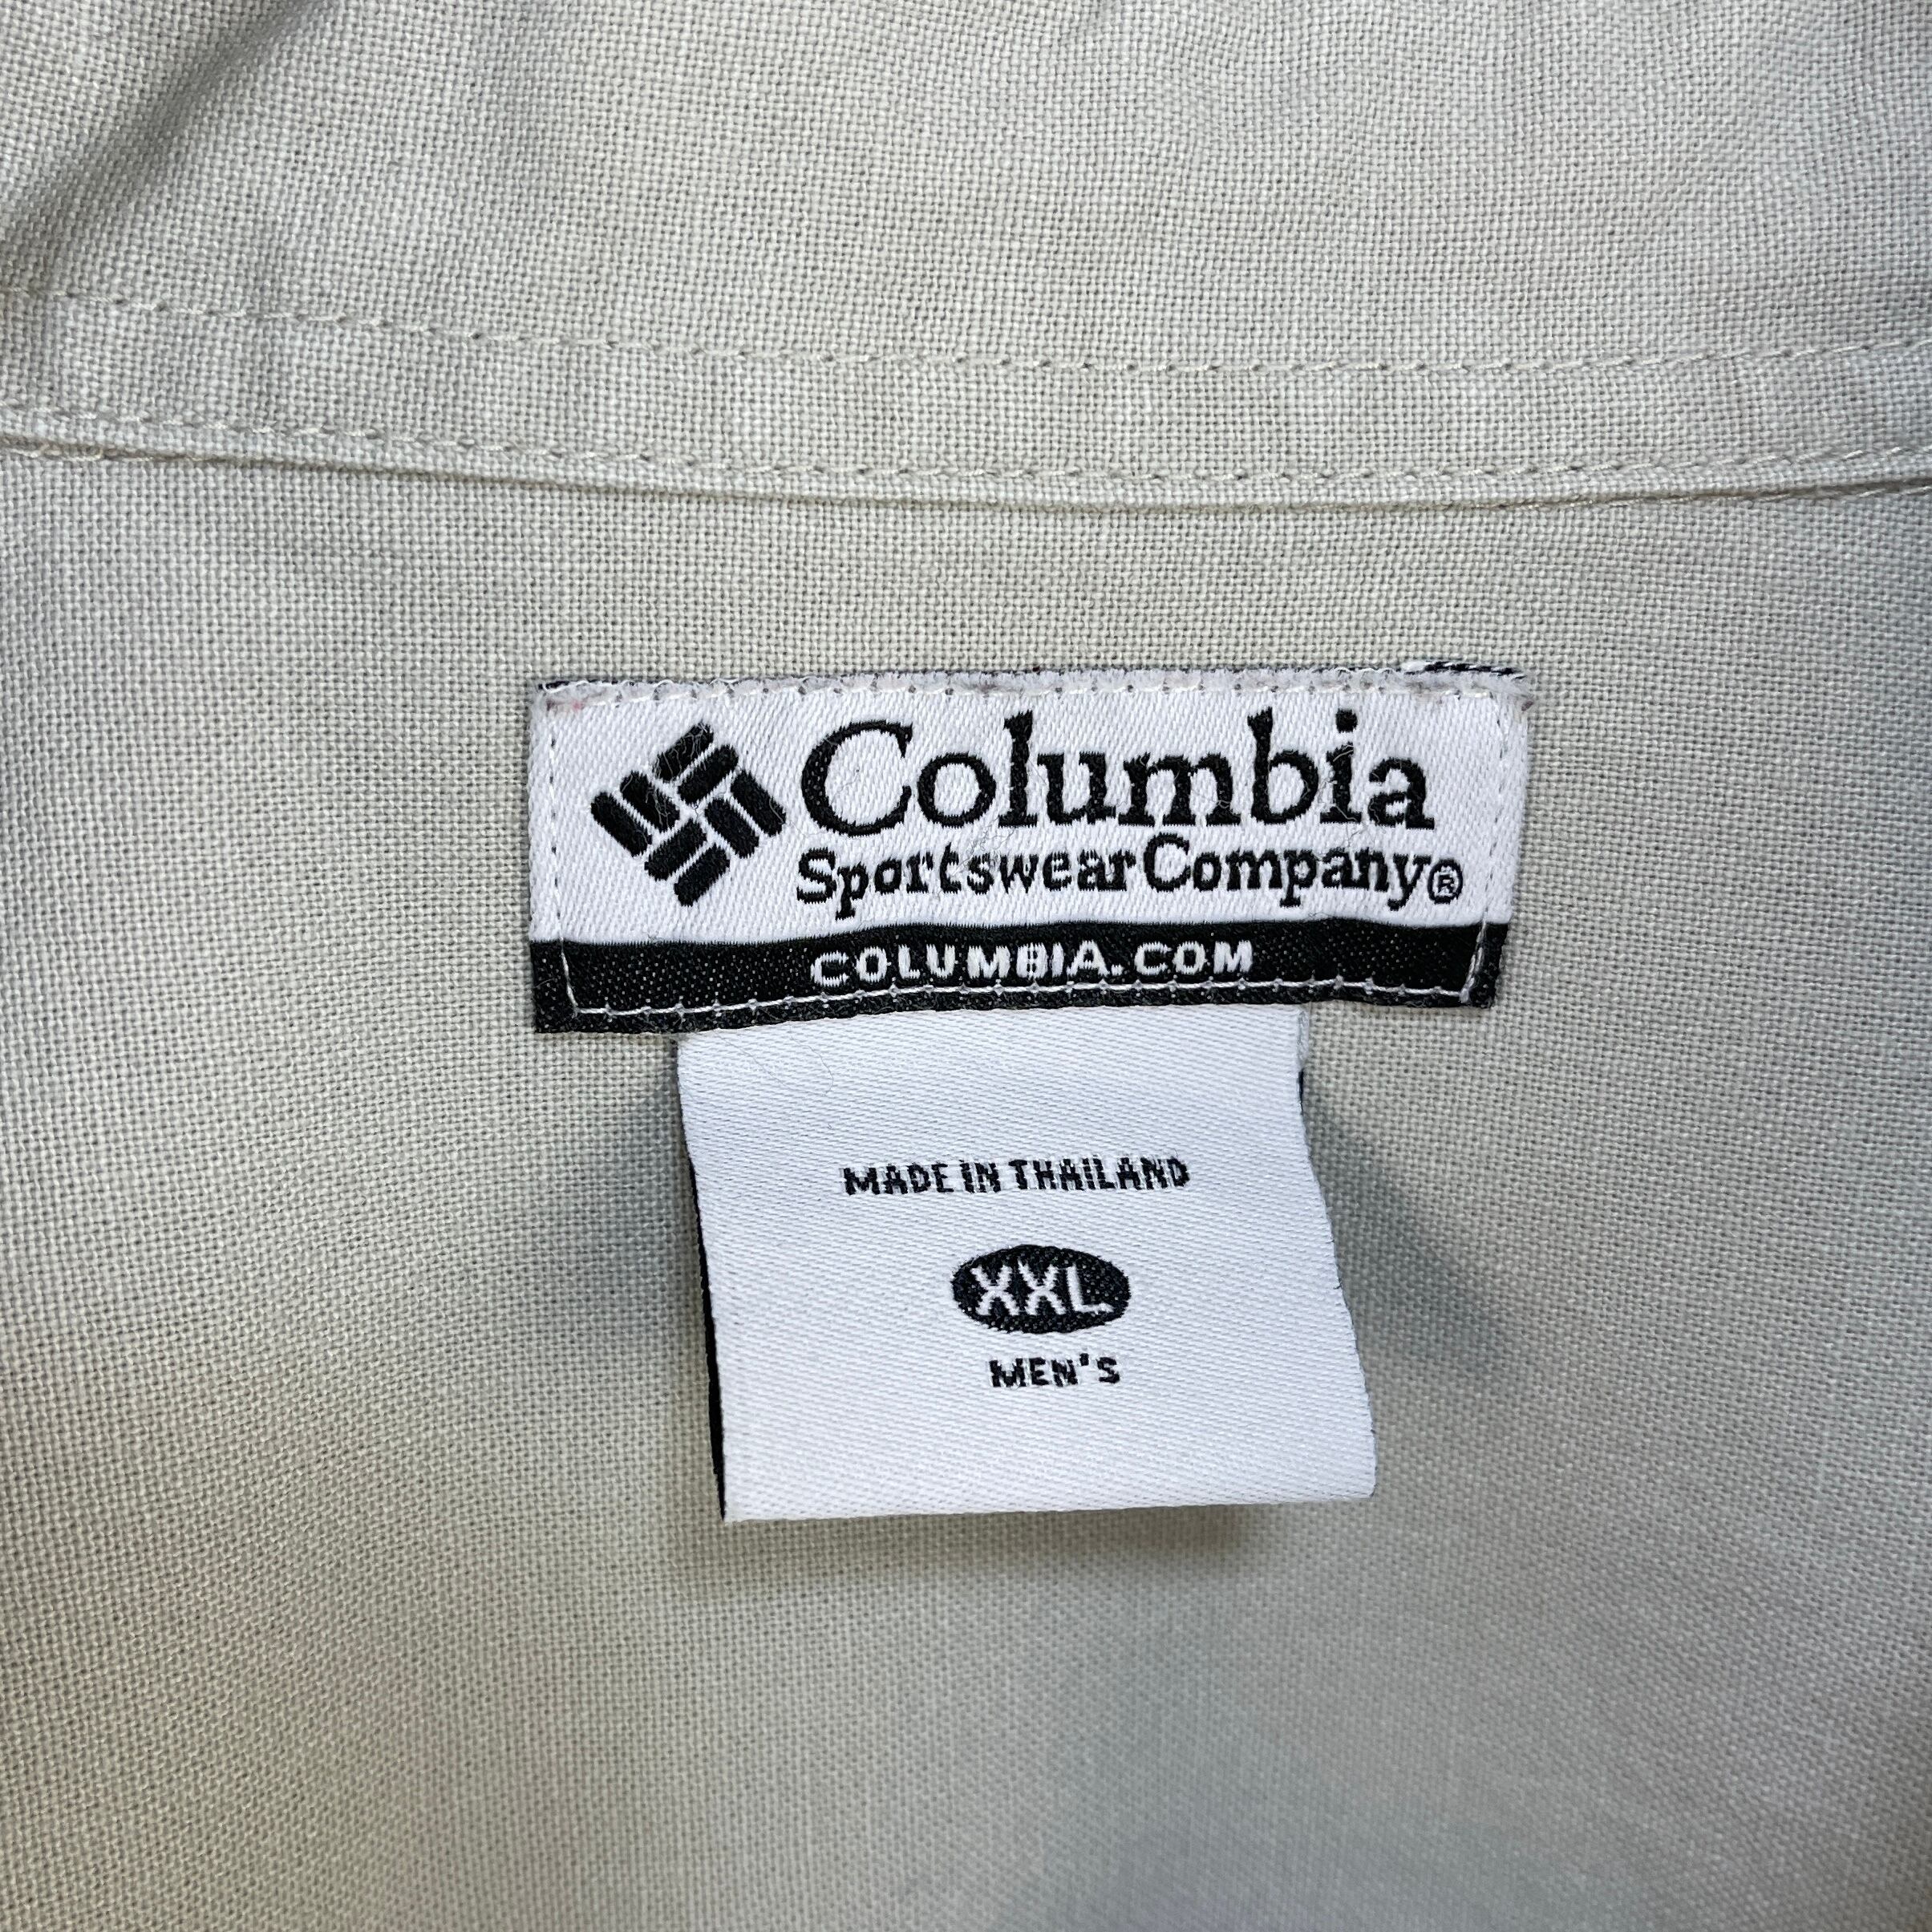 Columbia
Sportswear Company®
COLUMBIA.COM
MADE IN THAILAND
XXL
MEN'S